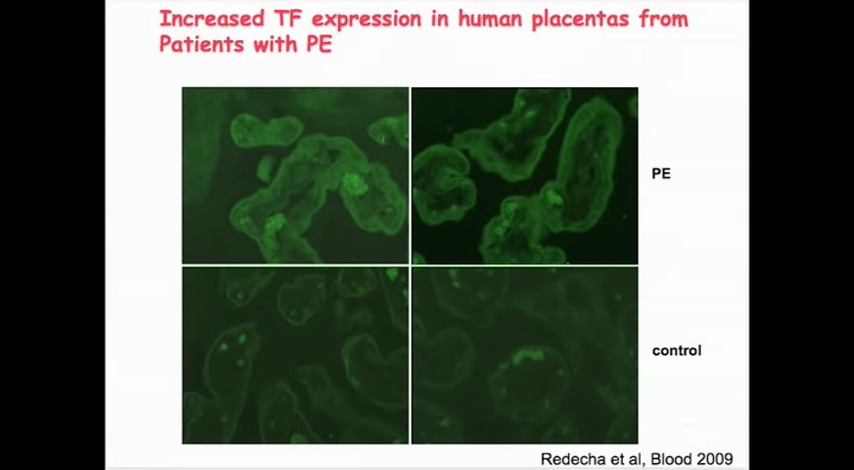 Increased TF expression in human placentas from
Patients with PE
PE
control
Redecha et al, Blood 2009